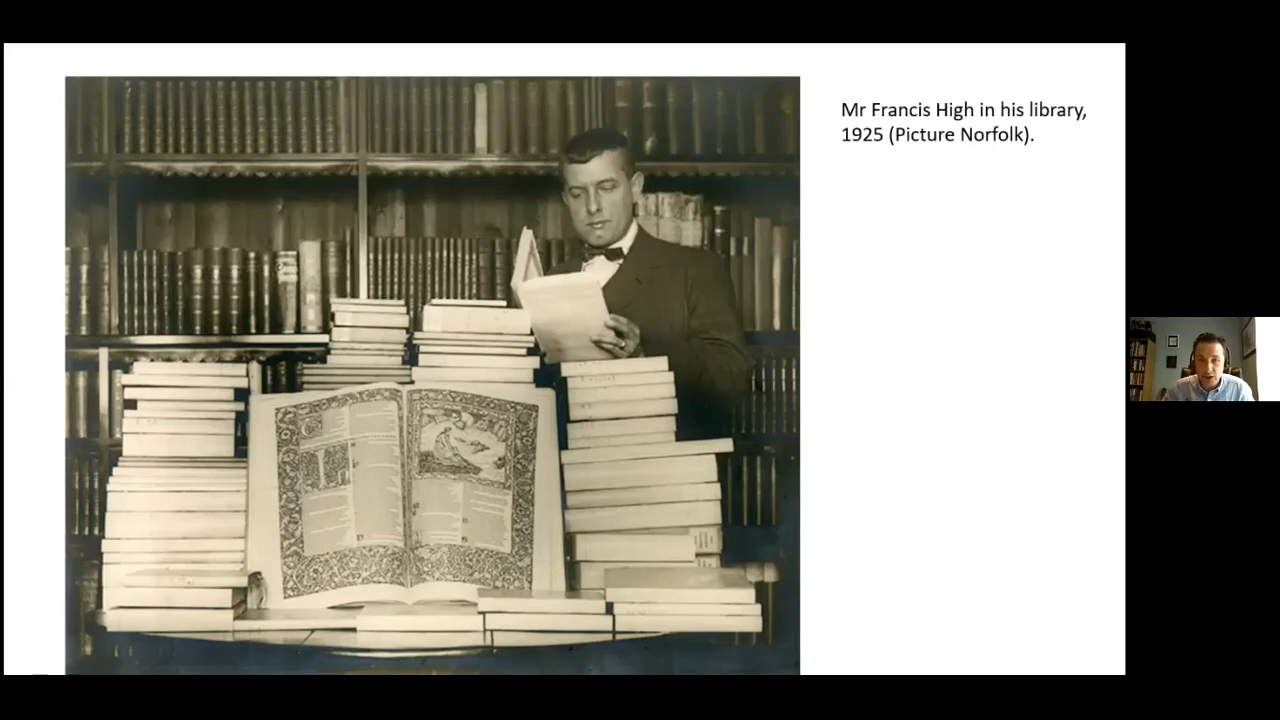 Mr Francis High in his library,
1925 (Picture Norfolk).